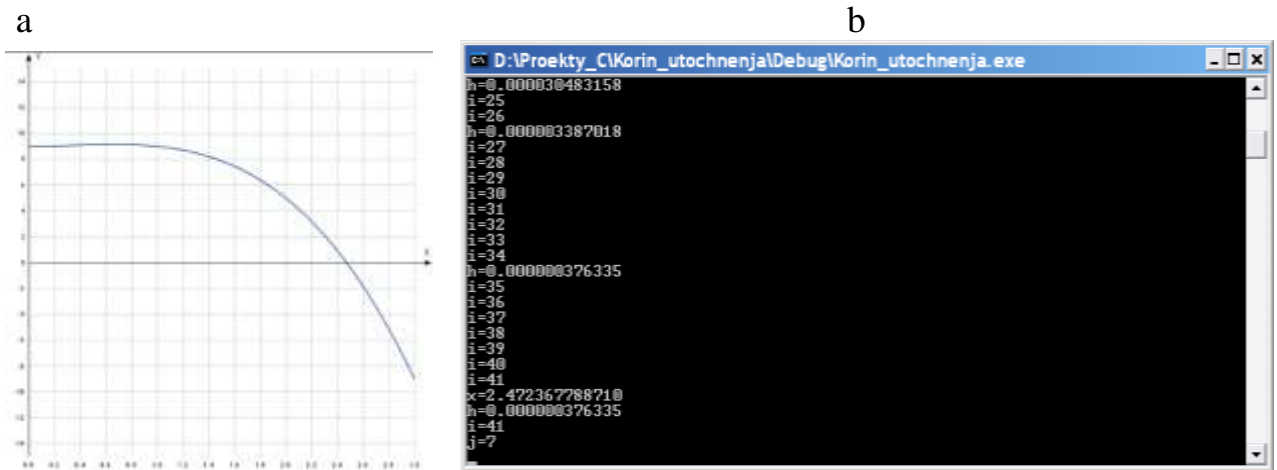 a
b
Y
D:\Proekty_C\Korin_utochnenja\Debug\Korin_utochnenja.exe
h=0.000030483158
i=25
i=26
h=0.000003387018
i=27
i=28
i=29
i=30
i=31
i=32
i=33
i=34
h=0.000000376335
i=35
i=36
i=37
i=38
i=39
i=40
i=41
x=2.472367788710
h=0.000000376335
i=41
j=7
X